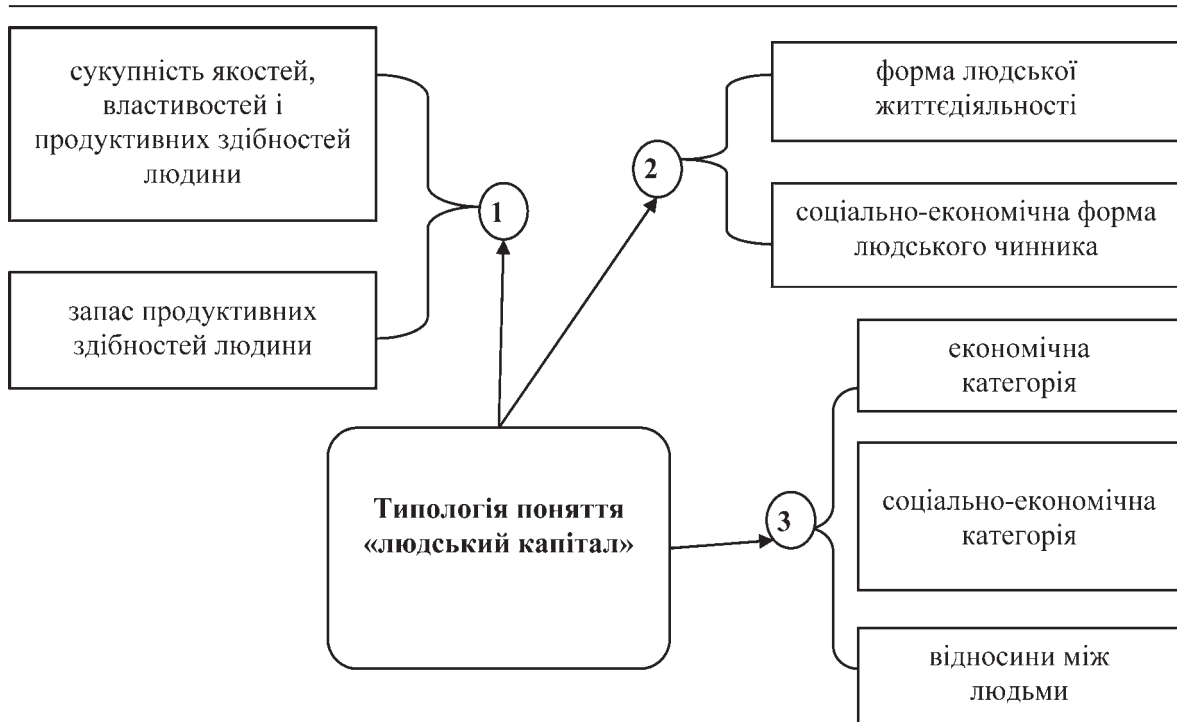 сукупність якостей,
властивостей і
продуктивних здібностей
людини
запас продуктивних
здібностей людини
1
2
форма людської
життєдіяльності
соціально-економічна форма
людського чинника
Типологія поняття
«людський капітал»
3
економічна
категорія
соціально-економічна
категорія
відносини між
людьми